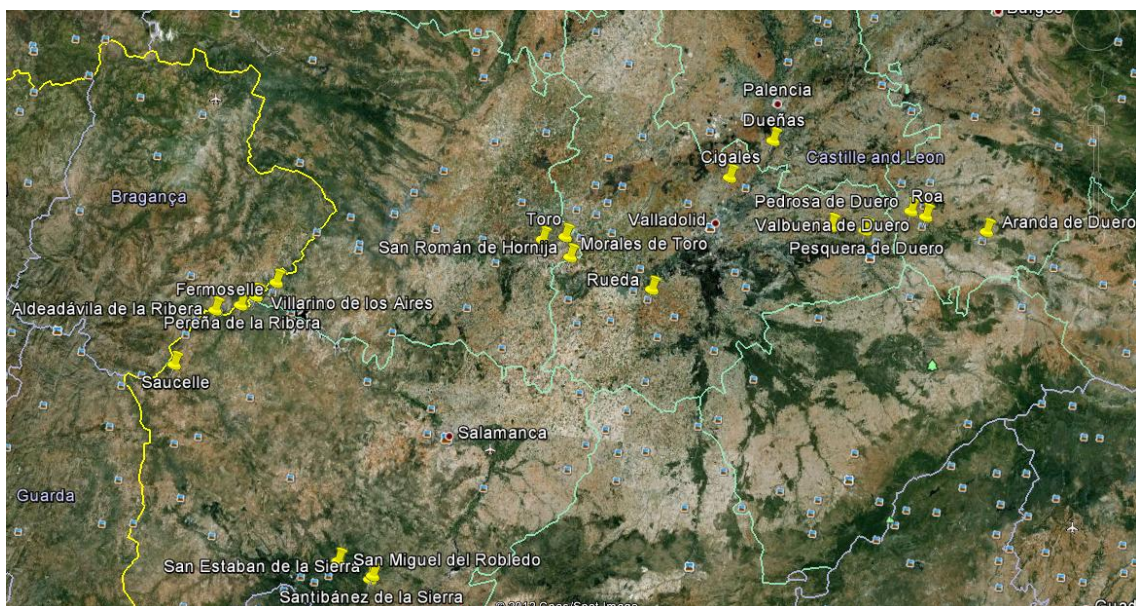 Burgos
Palencia
Dueñas
Cigales
Castille and Leon
Bragança
Pedrosa de Duero
Roa
Toro
Valladolid
Valbuena de Duero
Aranda de Duero
San Román de Hornija
Morales de Toro
Pesquera de Duero
Rueda
Fermoselle
Aldeadávila de la Ribera
Villarino de los Aires
Pereña de la Ribera
Saucelle
Salamanca
Guarda
San Estaban de la Sierra
San Miguel del Robledo
Santibánez de la Sierra